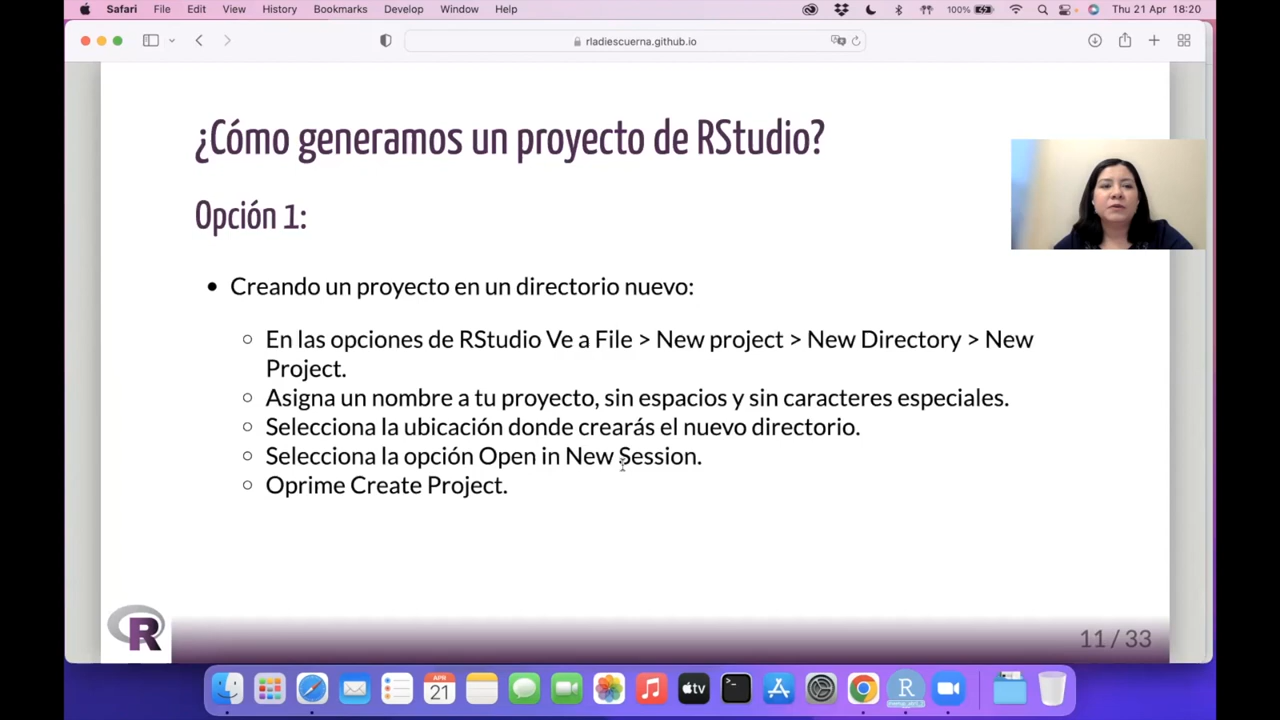 Safari File Edit View History Bookmarks Develop Window Help 100% Thu 21 Apr 18:20
rladiescuerna.github.io
¿Cómo generamos un proyecto de RStudio?
Opción 1:
Creando un proyecto en un directorio nuevo:
En las opciones de RStudio Ve a File > New project > New Directory > New
Project.
Asigna un nombre a tu proyecto, sin espacios y sin caracteres especiales.
Selecciona la ubicación donde crearás el nuevo directorio.
Selecciona la opción Open in New Session.
Oprime Create Project.
R
11 / 33
APR
21
tv
R